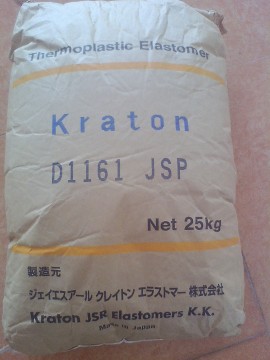 Thermoplastic Elastomer
Kraton
D1161 JSP
Net 25kg
製造元
ジェイエスアール クレイトン エラストマー 株式会社
Kraton JSR Elastomers K.K.
Made in Japan